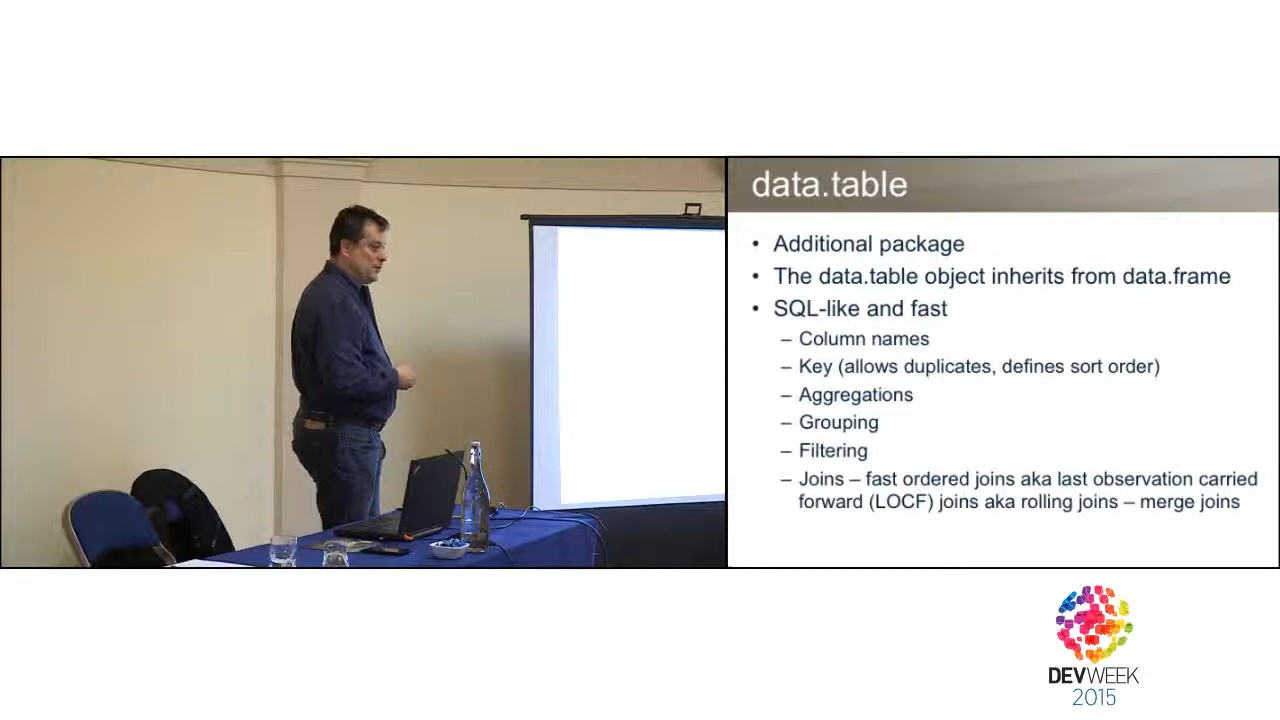 data.table
• Additional package
• The data.table object inherits from data.frame
• SQL-like and fast
– Column names
– Key (allows duplicates, defines sort order)
– Aggregations
– Grouping
– Filtering
– Joins – fast ordered joins aka last observation carried
forward (LOCF) joins aka rolling joins – merge joins
DEVWEEK
2015